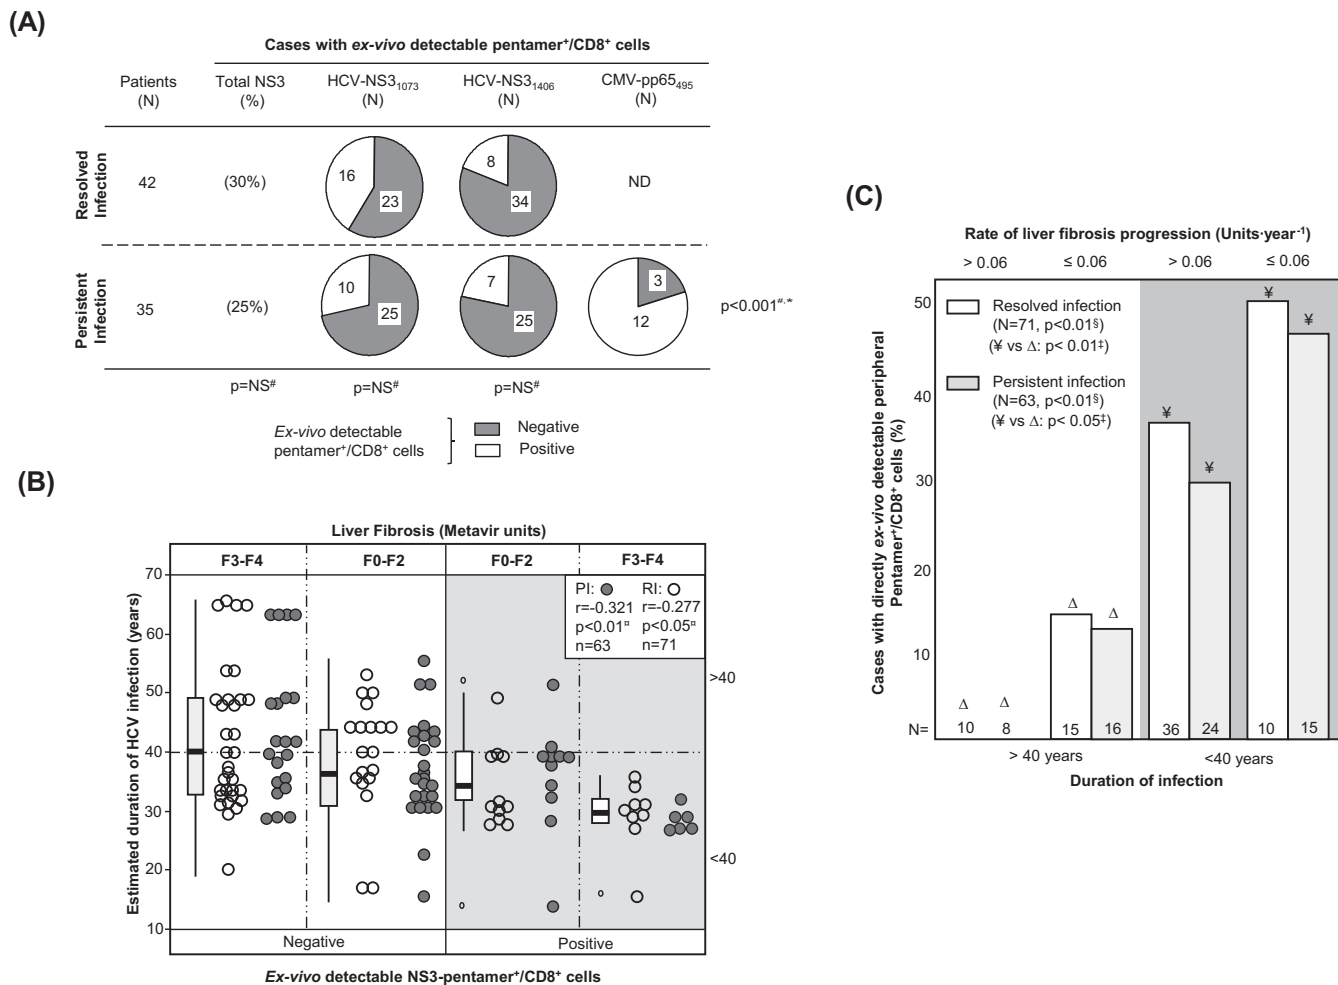 (A)
Cases with ex-vivo detectable pentamer⁺/CD8⁺ cells
Patients (N)
Total NS3 (%)
HCV-NS3₁₀₇₃ (N)
HCV-NS3₁₄₀₆ (N)
CMV-pp65₄₉₅ (N)
Resolved Infection
42
(30%)
16
23
8
34
ND
Persistent Infection
35
(25%)
10
25
7
25
3
12
p<0.001#,*
p=NS#
p=NS#
p=NS#
Ex-vivo detectable pentamer⁺/CD8⁺ cells
Negative
Positive
(B)
Liver Fibrosis (Metavir units)
F3-F4
F0-F2
F0-F2
F3-F4
Estimated duration of HCV infection (years)
70
60
50
40
30
20
10
PI:
RI:
r=-0.321
r=-0.277
p<0.01¤
p<0.05¤
n=63
n=71
>40
<40
Negative
Positive
Ex-vivo detectable NS3-pentamer⁺/CD8⁺ cells
(C)
Rate of liver fibrosis progression (Units·year⁻¹)
> 0.06
≤ 0.06
> 0.06
≤ 0.06
Cases with directly ex-vivo detectable peripheral
Pentamer⁺/CD8⁺ cells (%)
50
40
30
20
10
Resolved infection
(N=71, p<0.01§)
(¥ vs Δ: p< 0.01‡)
Persistent infection
(N=63, p<0.01§)
(¥ vs Δ: p< 0.05‡)
Δ
Δ
Δ
Δ
¥
¥
¥
¥
N=
10
8
15
16
36
24
10
15
> 40 years
<40 years
Duration of infection